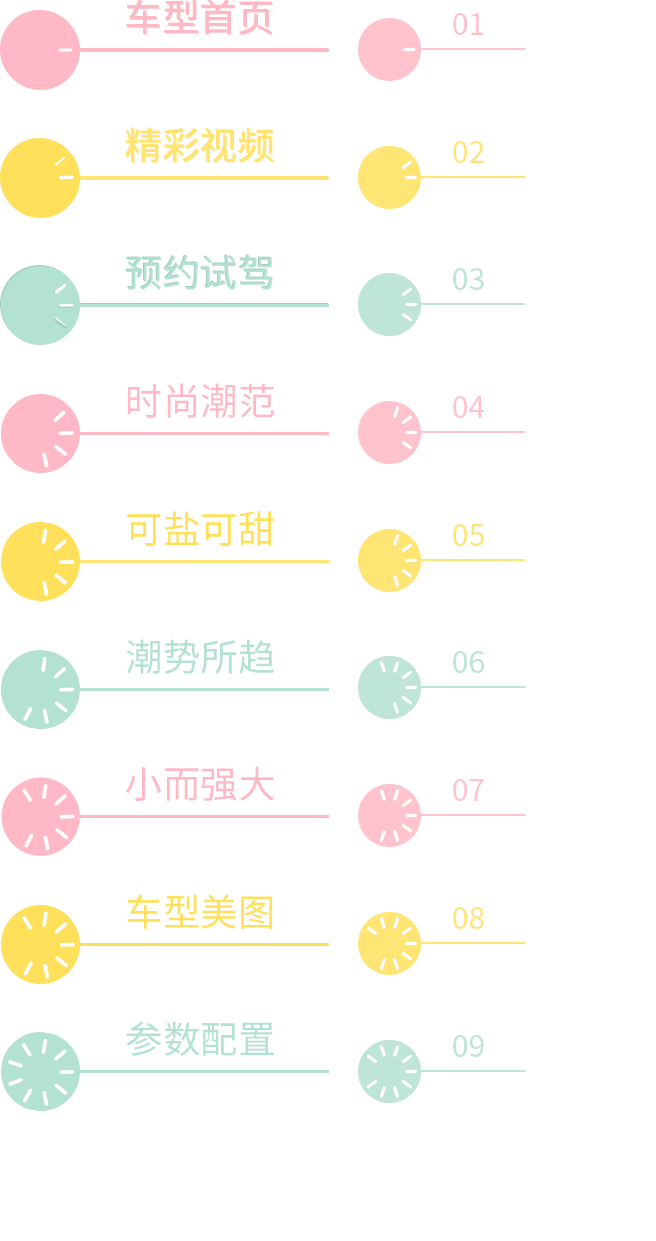 车型首页
01
精彩视频
02
预约试驾
03
时尚潮范
04
可盐可甜
05
潮势所趋
06
小而强大
07
车型美图
08
参数配置
09